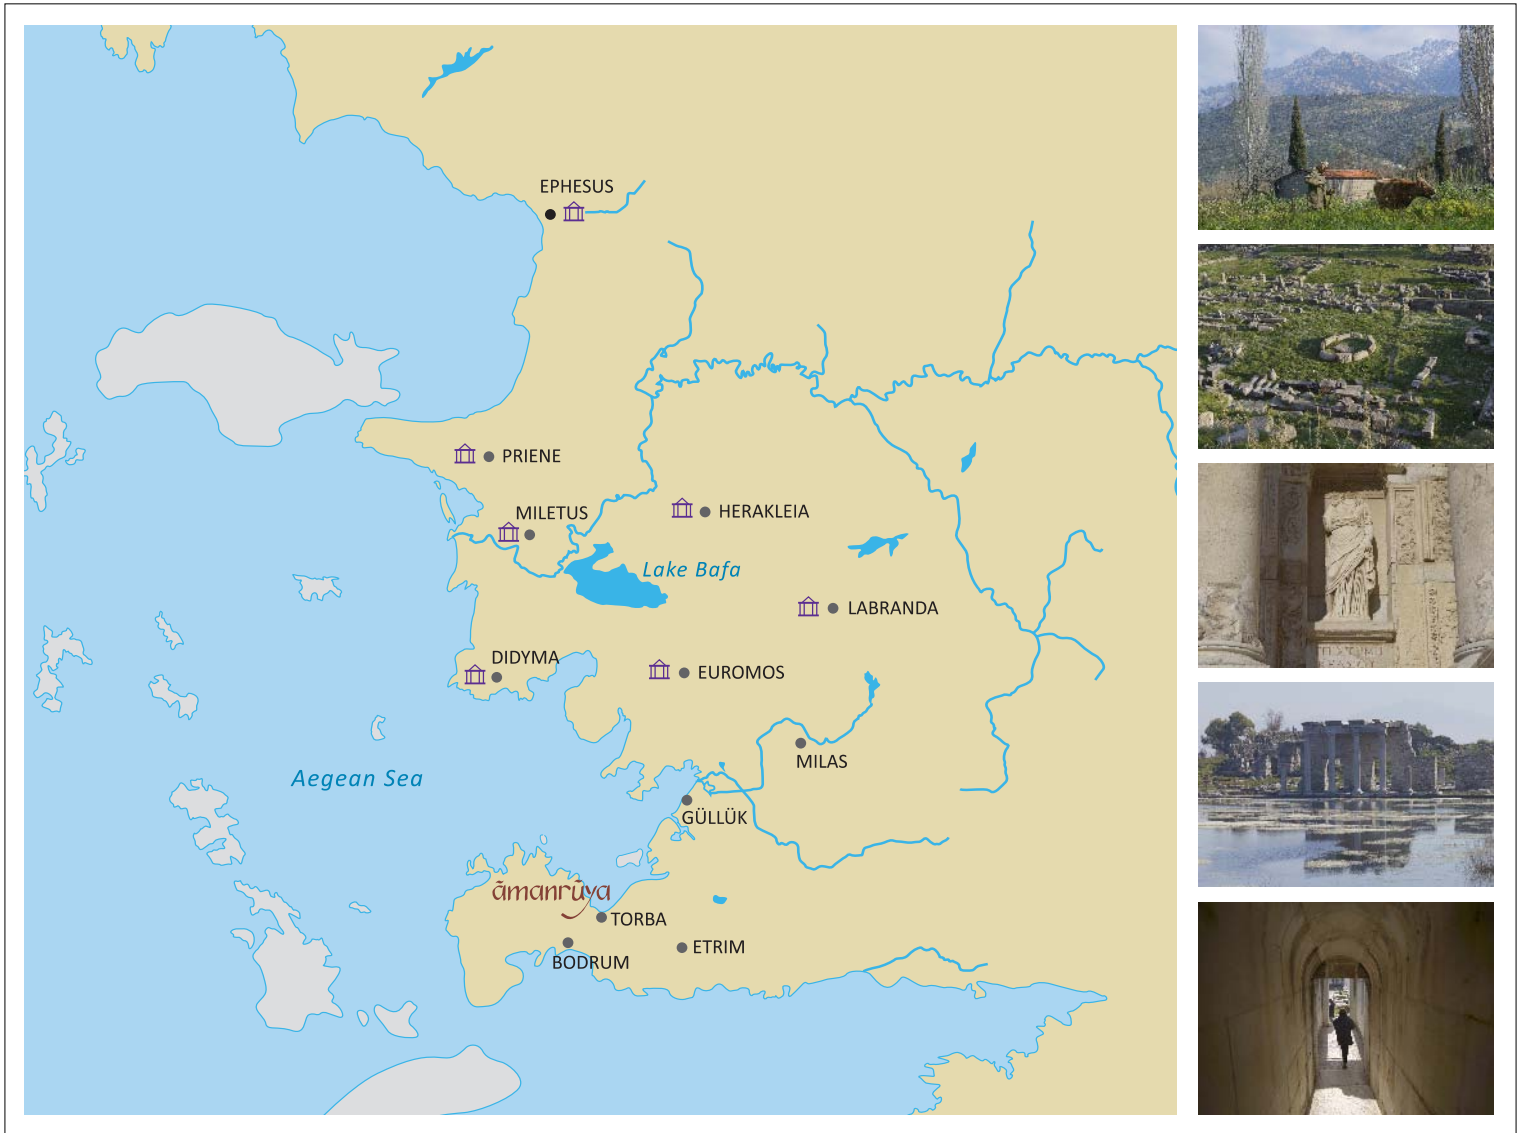 EPHESUS
PRIENE
MILETUS
HERAKLEIA
Lake Bafa
LABRANDA
DIDYMA
EUROMOS
MILAS
Aegean Sea
GÜLLÜK
āmanrūya
TORBA
ETRIM
BODRUM